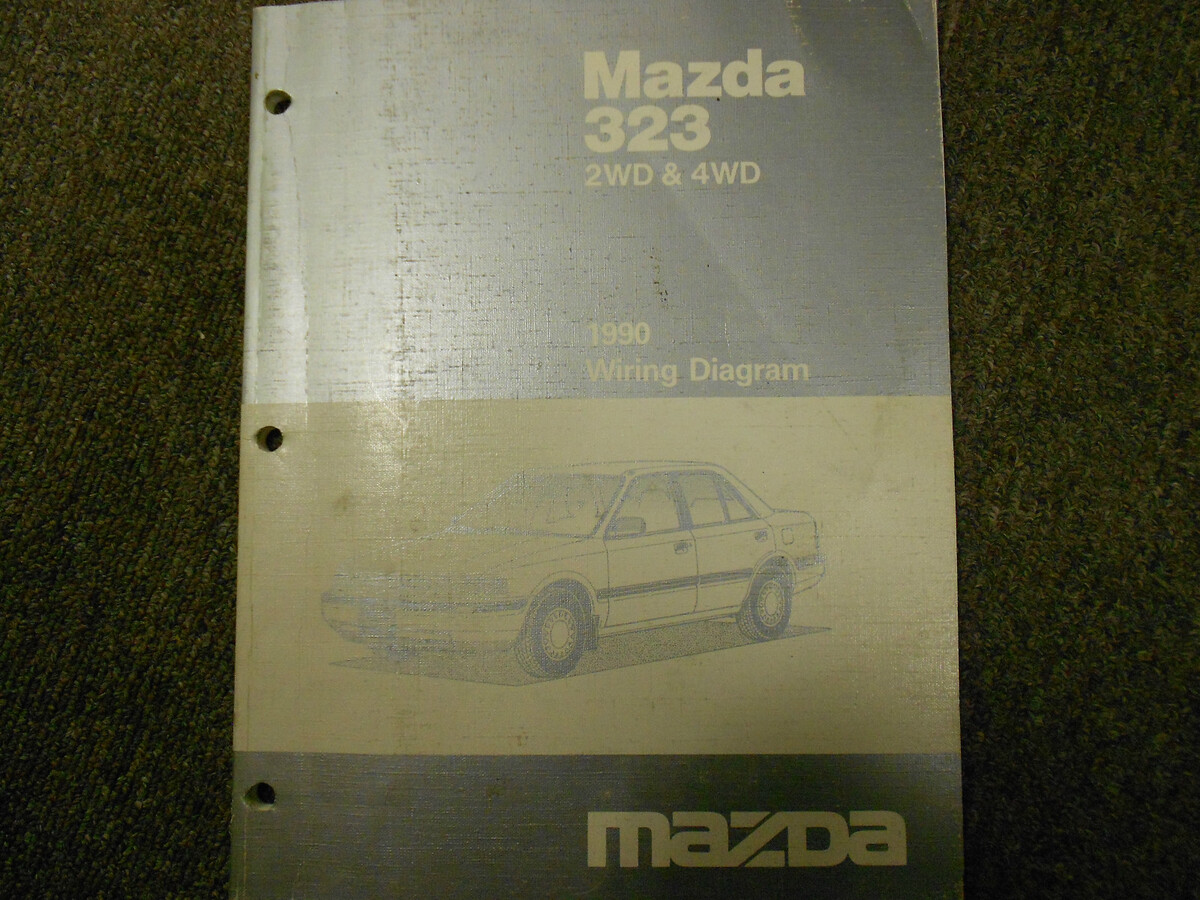 Mazda
323
2WD & 4WD
1990
Wiring Diagram
mazda